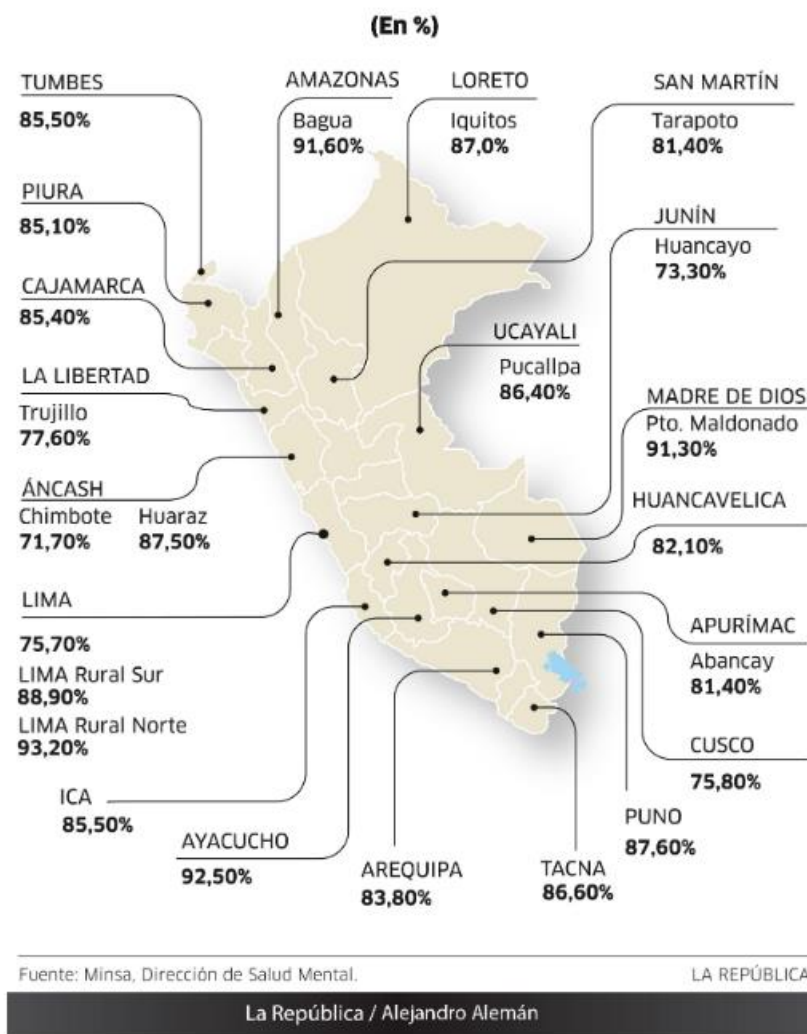 (En %)
TUMBES
85,50%
AMAZONAS
Bagua
91,60%
LORETO
Iquitos
87,0%
SAN MARTÍN
Tarapoto
81,40%
PIURA
85,10%
JUNÍN
Huancayo
73,30%
CAJAMARCA
85,40%
UCAYALI
Pucallpa
86,40%
LA LIBERTAD
Trujillo
77,60%
MADRE DE DIOS
Pto. Maldonado
91,30%
ÁNCASH
Chimbote Huaraz
71,70% 87,50%
HUANCAVELICA
82,10%
LIMA
75,70%
LIMA Rural Sur
88,90%
LIMA Rural Norte
93,20%
APURÍMAC
Abancay
81,40%
CUSCO
75,80%
ICA
85,50%
AYACUCHO
92,50%
AREQUIPA
83,80%
TACNA
86,60%
PUNO
87,60%
Fuente: Minsa, Dirección de Salud Mental. LA REPÚBLICA
La República / Alejandro Alemán